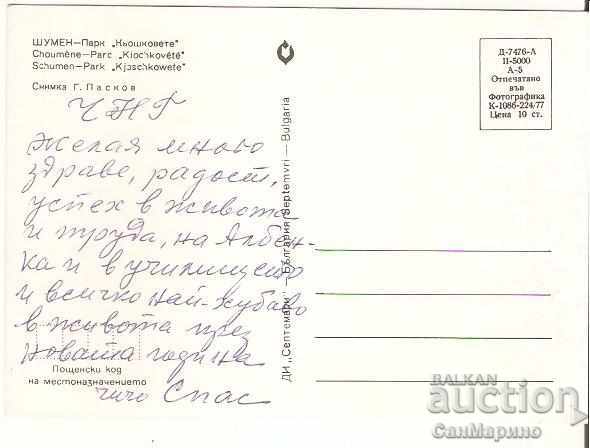 ШУМЕН—Парк „Кьошковете“
Choumène-Parc „Kiochkovété“
Schumen-Park „Kjoschkowete“
Снимка Г. Пасков
ЧНГ
Желая много
здраве, радост,
успех в живота
и труда, на Албен-
ка и в училището
и всичко най-хубаво
в живота през
новата година
Пощенски код
на местоназначението
чичо Спас
ДИ „Септември“ — България Septemvri — Bulgaria
Д-7476-А
II-5000
А-5
Отпечатано
във
Фотографика
К-1086-224/77
Цена 10 ст.
BALKAN
auction
СанМарино